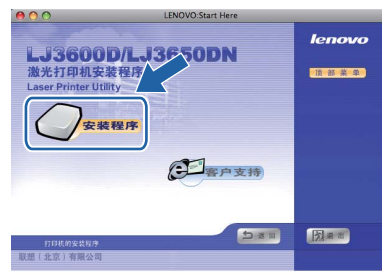 LENOVO:Start Here
LJ3600D/LJ3650DN
激光打印机安装程序
Laser Printer Utility
lenovo
顶部菜单
安装程序
客户支持
打印机的安装程序
返回
退出
联想（北京）有限公司